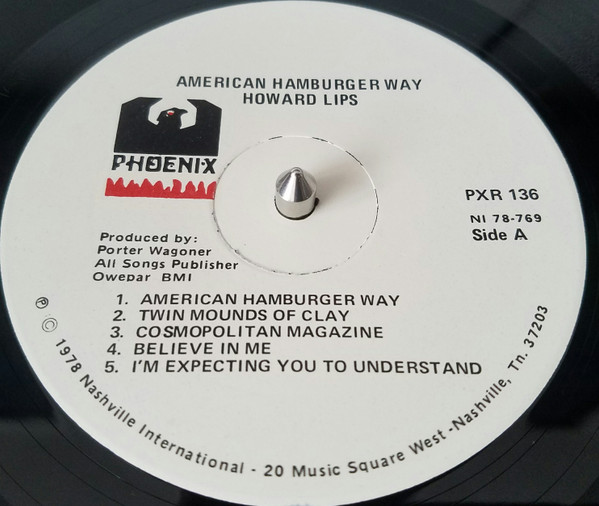 AMERICAN HAMBURGER WAY
HOWARD LIPS
PHOENIX
PXR 136
NI 78-769
Side A
Produced by:
Porter Wagoner
All Songs Publisher
Owepar BMI
1. AMERICAN HAMBURGER WAY
2. TWIN MOUNDS OF CLAY
3. COSMOPOLITAN MAGAZINE
4. BELIEVE IN ME
5. I'M EXPECTING YOU TO UNDERSTAND
℗ © 1978 Nashville International - 20 Music Square West - Nashville, Tn. 37203